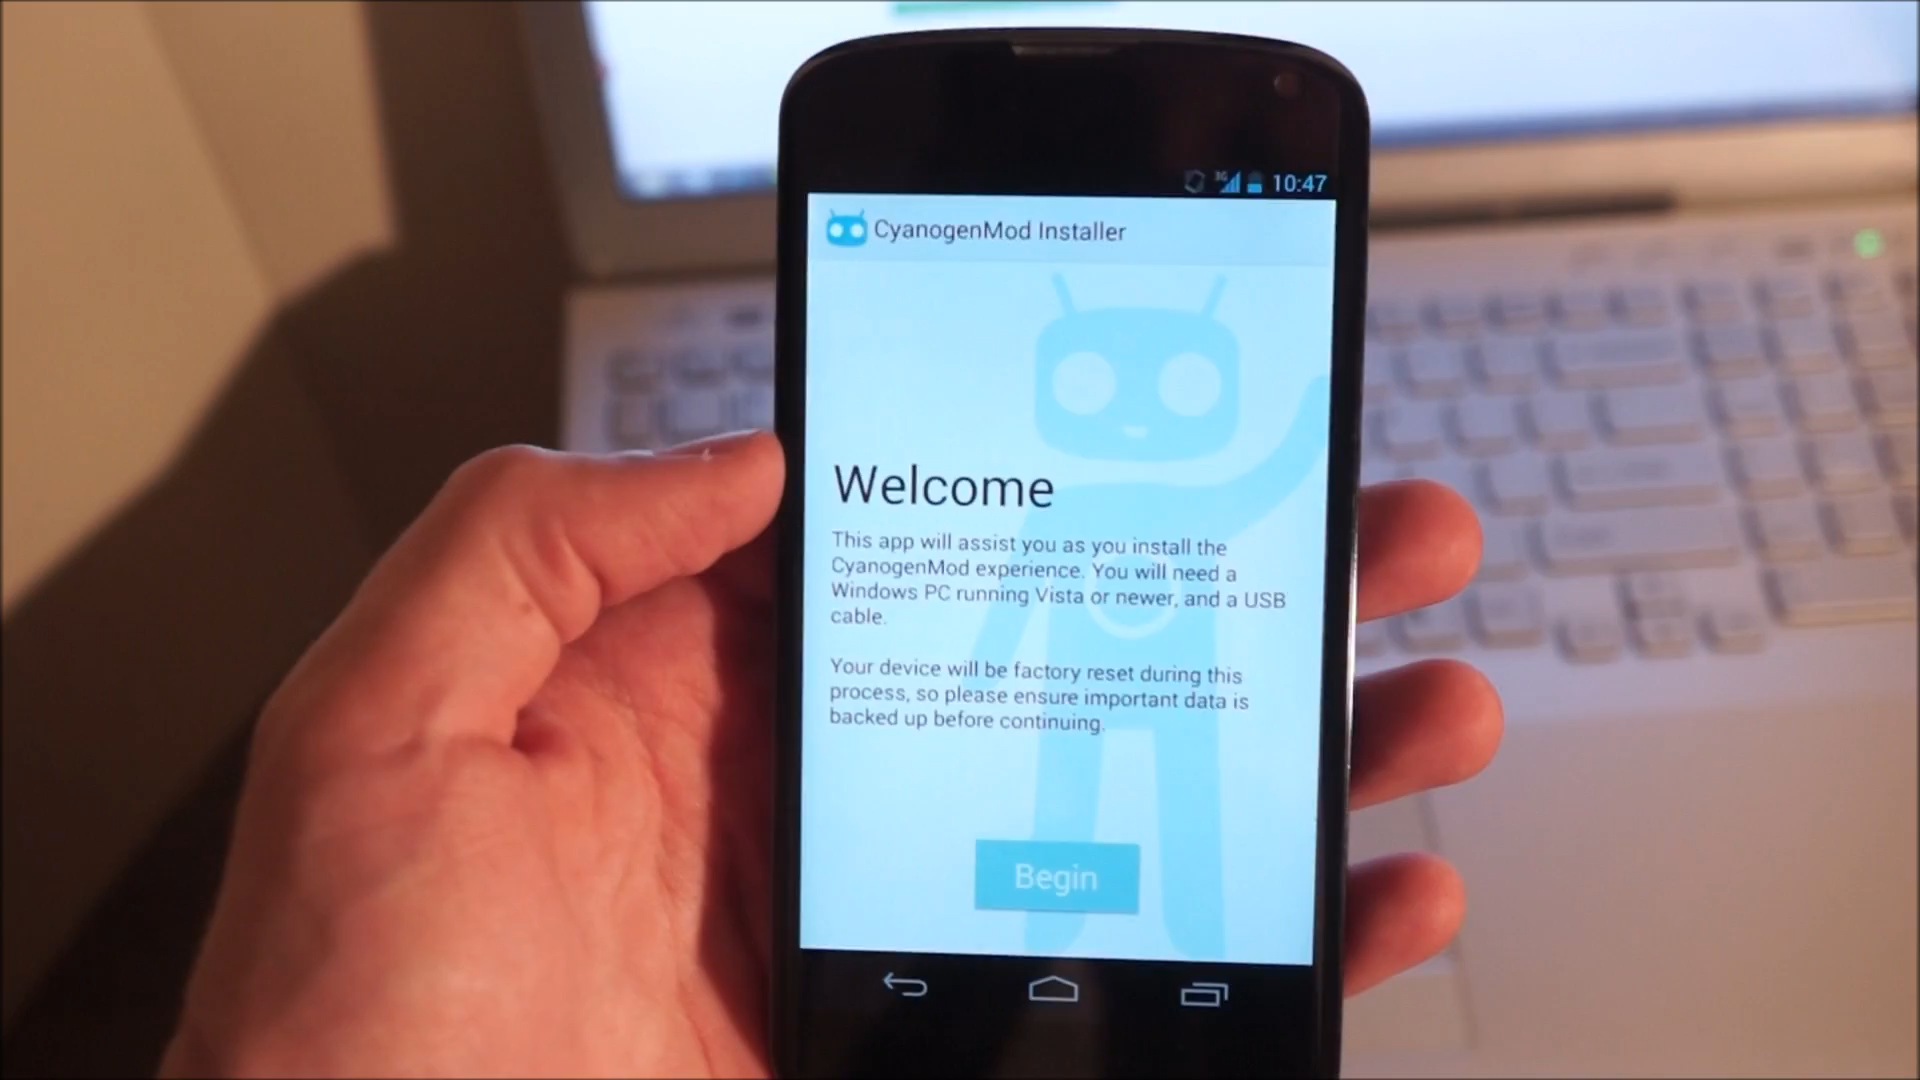 3G 10:47
CyanogenMod Installer
Welcome
This app will assist you as you install the
CyanogenMod experience. You will need a
Windows PC running Vista or newer, and a USB
cable.
Your device will be factory reset during this
process, so please ensure important data is
backed up before continuing.
Begin